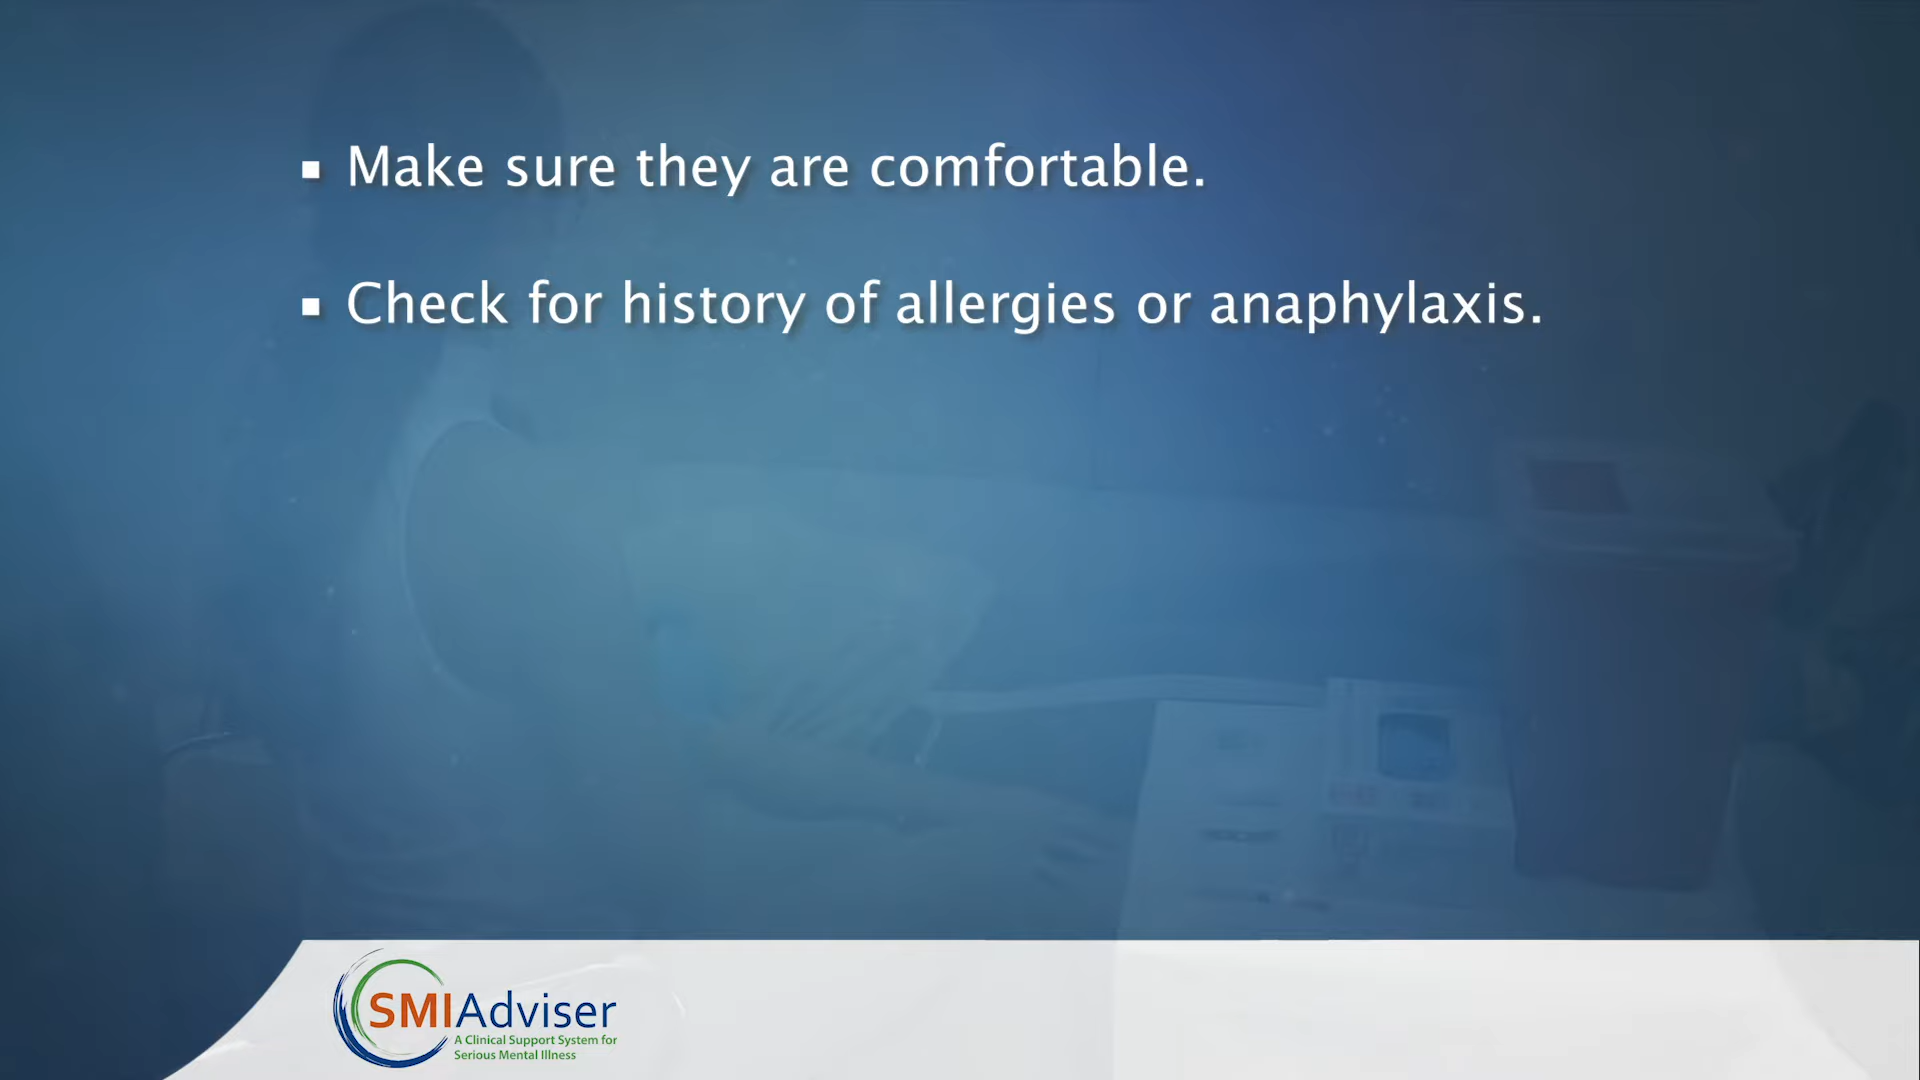 ▪ Make sure they are comfortable.
▪ Check for history of allergies or anaphylaxis.
SMIAdviser
A Clinical Support System for
Serious Mental Illness